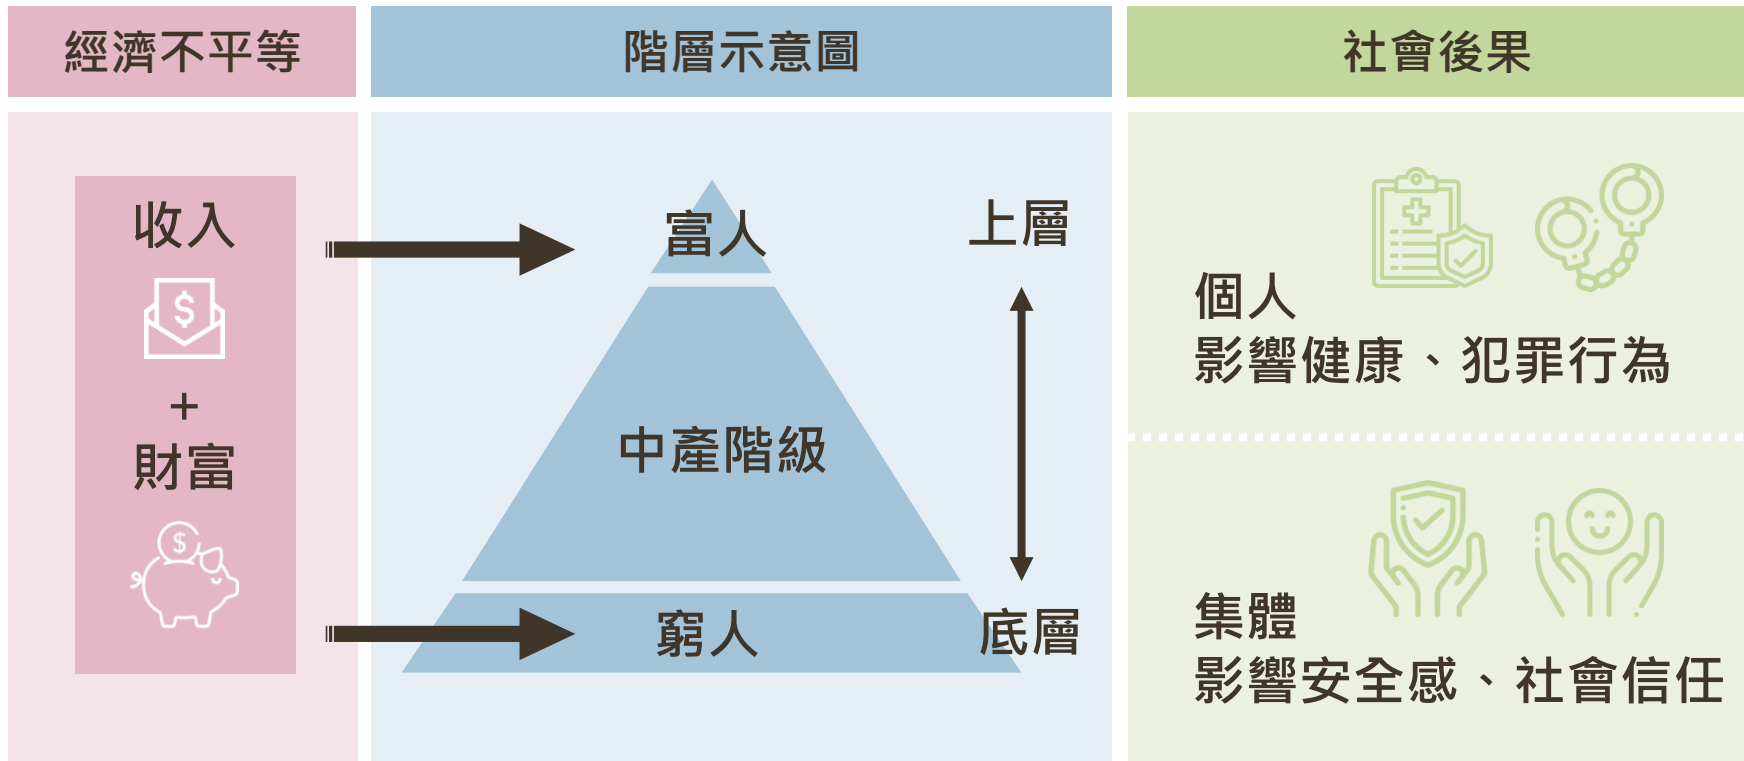 經濟不平等
階層示意圖
社會後果
收入
$
+
財富
$
富人
中產階級
窮人
上層
底層
個人
影響健康、犯罪行為
集體
影響安全感、社會信任